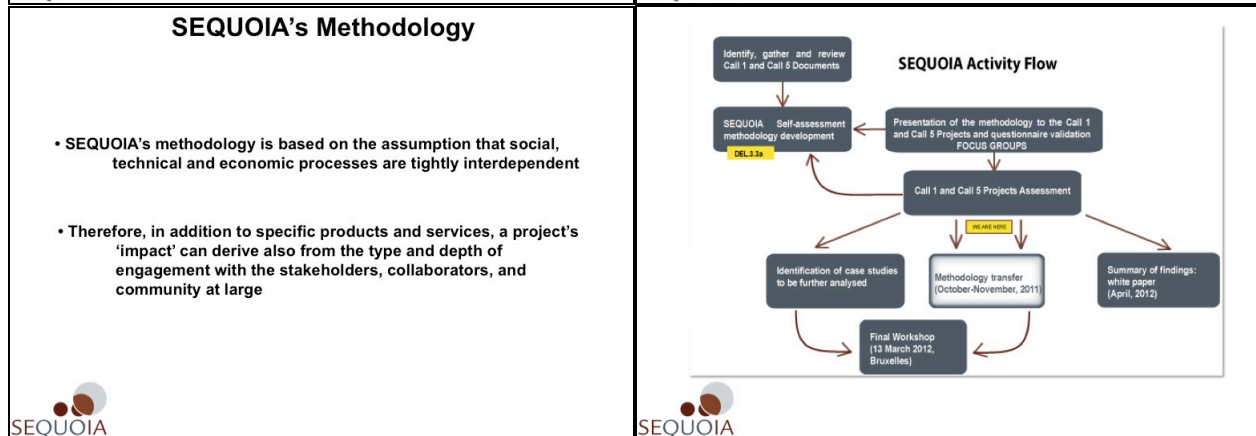 SEQUOIA’s Methodology
• SEQUOIA’s methodology is based on the assumption that social,
technical and economic processes are tightly interdependent
• Therefore, in addition to specific products and services, a project’s
‘impact’ can derive also from the type and depth of
engagement with the stakeholders, collaborators, and
community at large
SEQUOIA
SEQUOIA Activity Flow
Identify, gather and review
Call 1 and Call 5 Documents
SEQUOIA Self-assessment
methodology development
DEL.3.3a
Presentation of the methodology to the Call 1
and Call 5 Projects and questionnaire validation
FOCUS GROUPS
Call 1 and Call 5 Projects Assessment
WE ARE HERE
Identification of case studies
to be further analysed
Methodology transfer
(October-November, 2011)
Summary of findings:
white paper
(April, 2012)
Final Workshop
(13 March 2012,
Bruxelles)
SEQUOIA